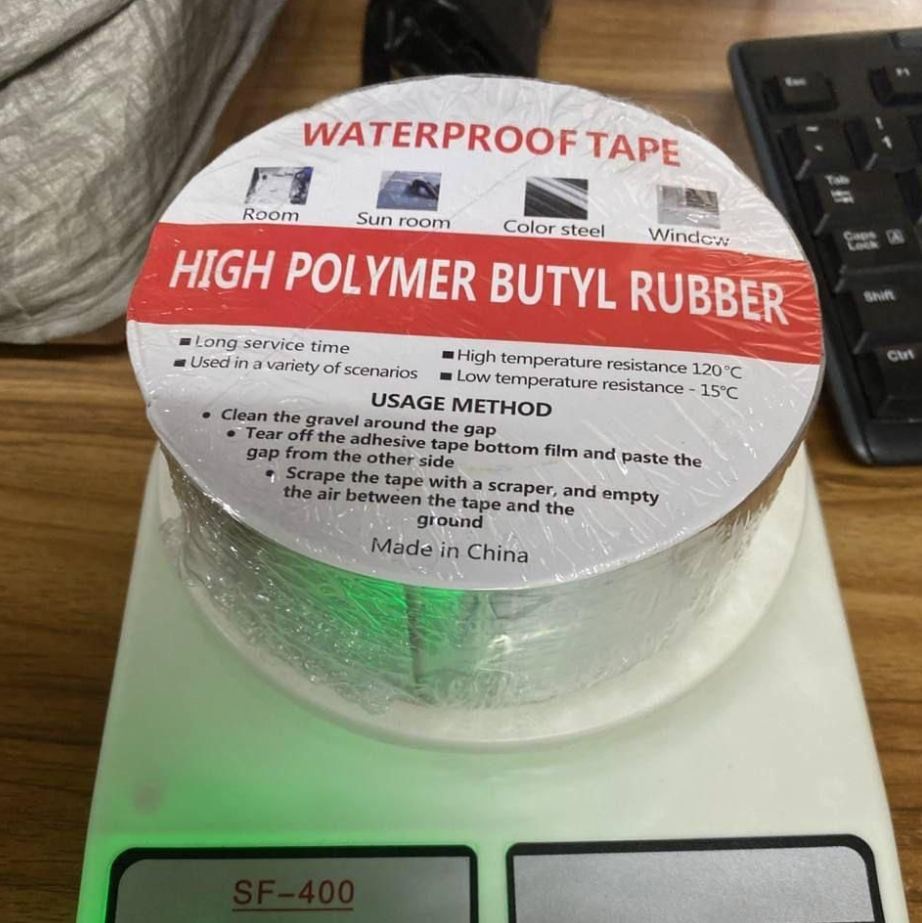 WATERPROOF TAPE
Room Sun room Color steel Window
HIGH POLYMER BUTYL RUBBER
▪ Long service time ▪ High temperature resistance 120°C
▪ Used in a variety of scenarios ▪ Low temperature resistance - 15°C
USAGE METHOD
• Clean the gravel around the gap
• Tear off the adhesive tape bottom film and paste the
gap from the other side
• Scrape the tape with a scraper, and empty
the air between the tape and the
ground
Made in China
SF-400
Esc F1
~ ! 1
Tab
Caps Lock A
Shift
Ctrl